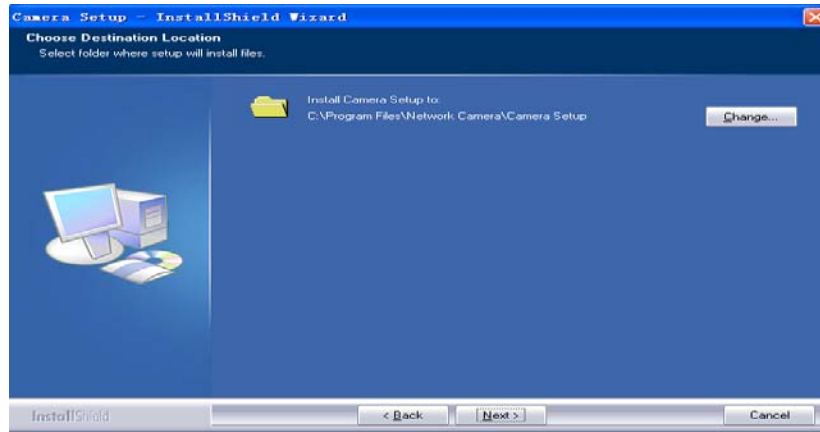 Camera Setup - InstallShield Wizard
Choose Destination Location
Select folder where setup will install files.
Install Camera Setup to:
C:\Program Files\Network Camera\Camera Setup
Change...
InstallShield
< Back
Next >
Cancel